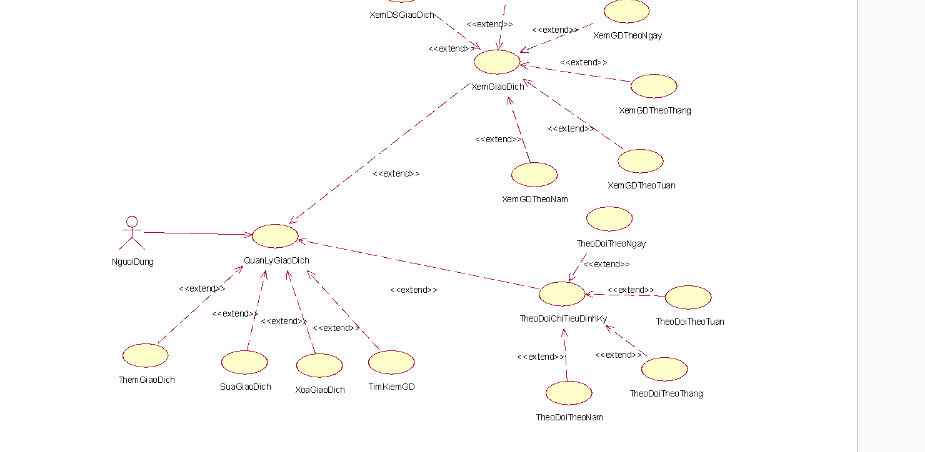 XemDSGiaoDich
<<extend>>
<<extend>>
XemGDTheoNgay
<<extend>>
<<extend>>
XemGiaoDich
XemGDTheoThang
<<extend>>
<<extend>>
<<extend>>
XemGDTheoTuan
XemGDTheoNam
NguoiDung
QuanLyGiaoDich
TheoDoiTheoNgay
<<extend>>
<<extend>>
<<extend>>
<<extend>>
TheoDoiChiTieuDinhKy
TheoDoiTheoTuan
<<extend>>
<<extend>>
<<extend>>
<<extend>>
<<extend>>
ThemGiaoDich
SuaGiaoDich
XoaGiaoDich
TimKiemGD
TheoDoiTheoThang
TheoDoiTheoNam